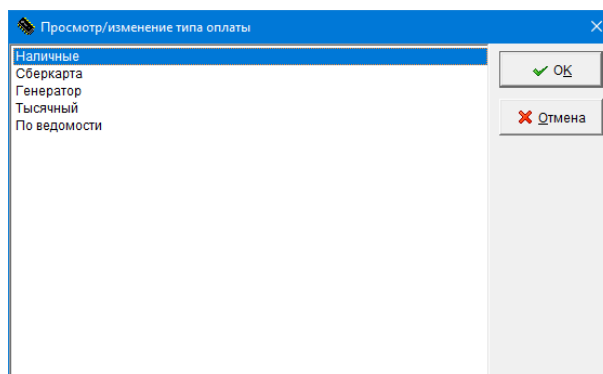 Просмотр/изменение типа оплаты
Наличные
Сберкарта
Генератор
Тысячный
По ведомости
OK
Отмена